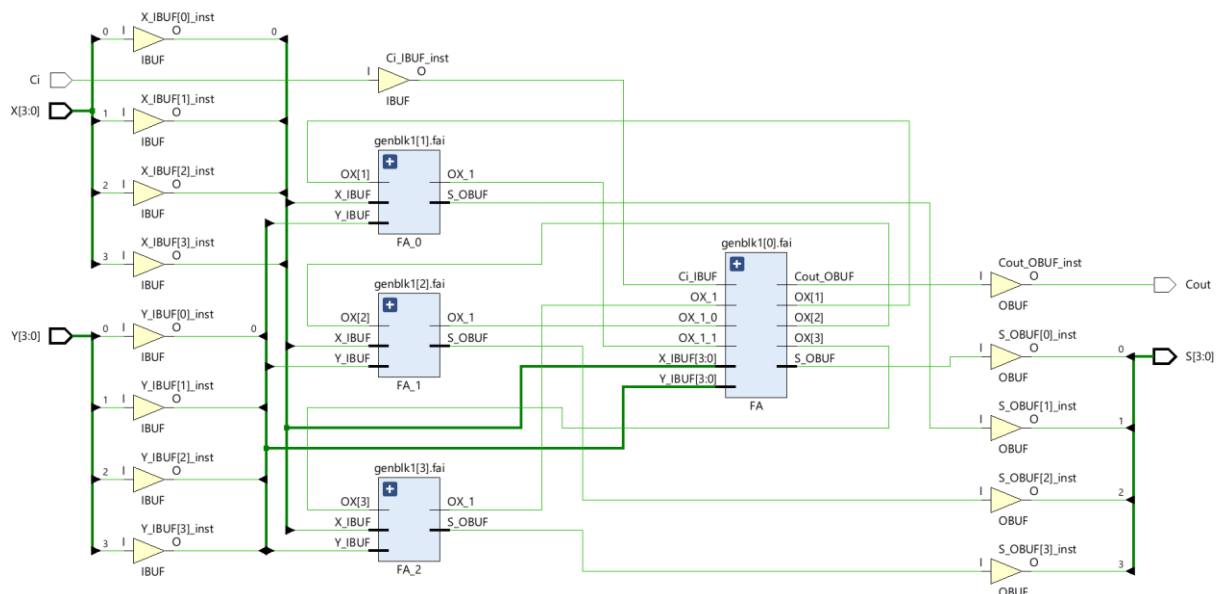 X_IBUF[0]_inst
0 I O 0
IBUF
Ci_IBUF_inst
Ci I O
IBUF
X[3:0]
X_IBUF[1]_inst
1 I O
IBUF
X_IBUF[2]_inst
2 I O
IBUF
X_IBUF[3]_inst
3 I O
IBUF
Y_IBUF[0]_inst
Y[3:0] 0 I O 0
IBUF
Y_IBUF[1]_inst
1 I O
IBUF
Y_IBUF[2]_inst
2 I O
IBUF
Y_IBUF[3]_inst
3 I O
IBUF
genblk1[1].fai
OX[1] OX_1
X_IBUF S_OBUF
Y_IBUF
FA_0
genblk1[2].fai
OX[2] OX_1
X_IBUF S_OBUF
Y_IBUF
FA_1
genblk1[3].fai
OX[3] OX_1
X_IBUF S_OBUF
Y_IBUF
FA_2
genblk1[0].fai
Ci_IBUF Cout_OBUF
OX_1 OX[1]
OX_1_0 OX[2]
OX_1_1 OX[3]
X_IBUF[3:0] S_OBUF
Y_IBUF[3:0]
FA
Cout_OBUF_inst
I O Cout
OBUF
S_OBUF[0]_inst
I O 0 S[3:0]
OBUF
S_OBUF[1]_inst
I O 1
OBUF
S_OBUF[2]_inst
I O 2
OBUF
S_OBUF[3]_inst
I O 3
OBUF